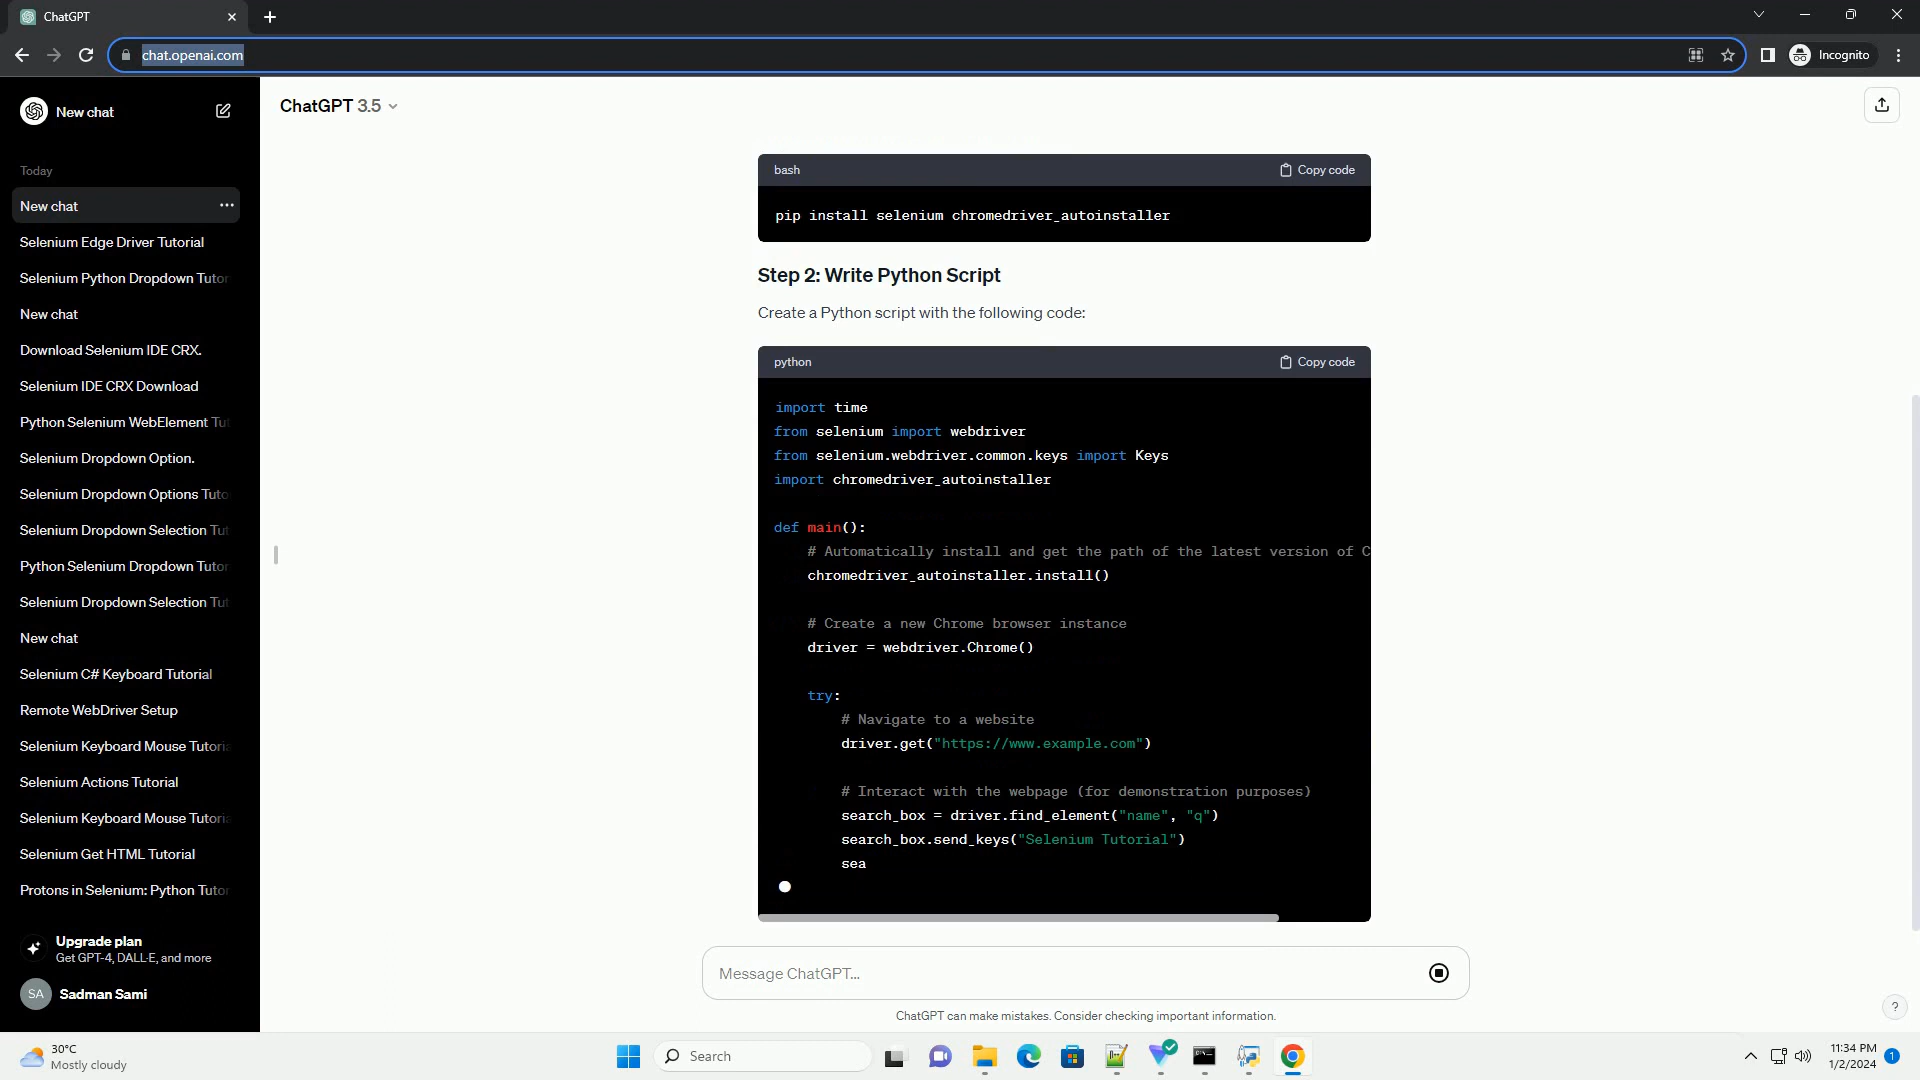 ChatGPT
chat.openai.com
Incognito
New chat
Today
New chat
Selenium Edge Driver Tutorial
Selenium Python Dropdown Tutor
New chat
Download Selenium IDE CRX.
Selenium IDE CRX Download
Python Selenium WebElement Tut
Selenium Dropdown Option.
Selenium Dropdown Options Tuto
Selenium Dropdown Selection Tut
Python Selenium Dropdown Tutor
Selenium Dropdown Selection Tut
New chat
Selenium C# Keyboard Tutorial
Remote WebDriver Setup
Selenium Keyboard Mouse Tutoria
Selenium Actions Tutorial
Selenium Keyboard Mouse Tutoria
Selenium Get HTML Tutorial
Protons in Selenium: Python Tutor
Upgrade plan
Get GPT-4, DALL·E, and more
SA
Sadman Sami
ChatGPT 3.5
bash
Copy code
pip install selenium chromedriver_autoinstaller
Step 2: Write Python Script
Create a Python script with the following code:
python
Copy code
import time
from selenium import webdriver
from selenium.webdriver.common.keys import Keys
import chromedriver_autoinstaller
def main():
# Automatically install and get the path of the latest version of C
chromedriver_autoinstaller.install()
# Create a new Chrome browser instance
driver = webdriver.Chrome()
try:
# Navigate to a website
driver.get("https://www.example.com")
# Interact with the webpage (for demonstration purposes)
search_box = driver.find_element("name", "q")
search_box.send_keys("Selenium Tutorial")
sea
Message ChatGPT...
ChatGPT can make mistakes. Consider checking important information.
?
30°C
Mostly cloudy
Search
11:34 PM
1/2/2024
1